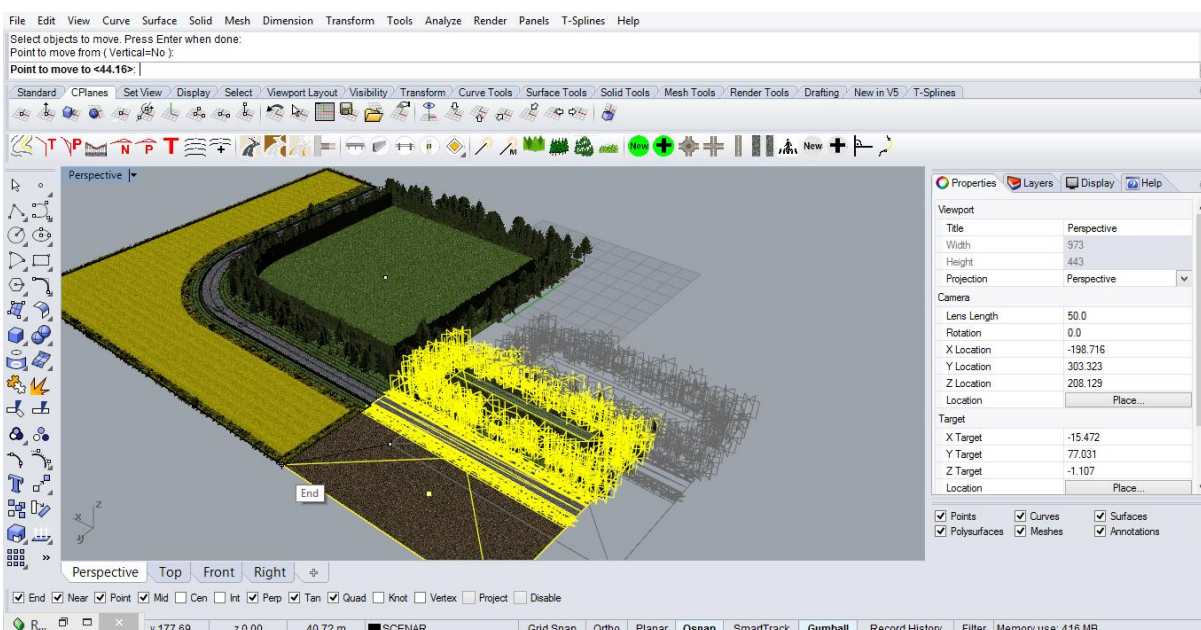 File Edit View Curve Surface Solid Mesh Dimension Transform Tools Analyze Render Panels T-Splines Help
Select objects to move. Press Enter when done:
Point to move from ( Vertical=No ):
Point to move to <44.16>:
Standard CPlanes Set View Display Select Viewport Layout Visibility Transform Curve Tools Surface Tools Solid Tools Mesh Tools Render Tools Drafting New in V5 T-Splines
T P N P T M New New
Perspective
Properties Layers Display Help
Viewport
Title Perspective
Width 973
Height 443
Projection Perspective
Camera
Lens Length 50.0
Rotation 0.0
X Location -198.716
Y Location 303.323
Z Location 208.129
Location Place...
Target
X Target -15.472
Y Target 77.031
Z Target -1.107
Location Place...
End
z
x
y
T
Points Curves Surfaces
Polysurfaces Meshes Annotations
»
Perspective Top Front Right
End Near Point Mid Cen Int Perp Tan Quad Knot Vertex Project Disable
R... y 177.69 z 0.00 40.72 m SCENAR Grid Snap Ortho Planar Osnap SmartTrack Gumball Record History Filter Memory use: 416 MB